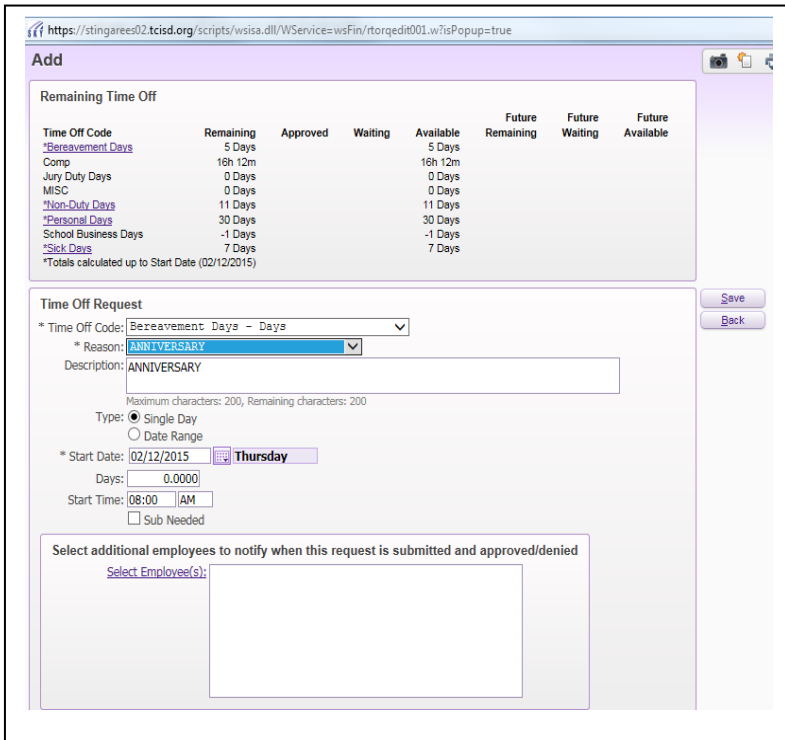 https://stingarees02.tcisd.org/scripts/wsisa.dll/WService=wsFin/rtorqedit001.w?isPopup=true
Add
Remaining Time Off
Time Off Code Remaining Approved Waiting Available Future Remaining Future Waiting Future Available
*Bereavement Days 5 Days 5 Days
Comp 16h 12m 16h 12m
Jury Duty Days 0 Days 0 Days
MISC 0 Days 0 Days
*Non-Duty Days 11 Days 11 Days
*Personal Days 30 Days 30 Days
School Business Days -1 Days -1 Days
*Sick Days 7 Days 7 Days
*Totals calculated up to Start Date (02/12/2015)
Save
Back
Time Off Request
* Time Off Code: Bereavement Days - Days
* Reason: ANNIVERSARY
Description: ANNIVERSARY
Maximum characters: 200, Remaining characters: 200
Type: Single Day
Date Range
* Start Date: 02/12/2015 Thursday
Days: 0.0000
Start Time: 08:00 AM
Sub Needed
Select additional employees to notify when this request is submitted and approved/denied
Select Employee(s):